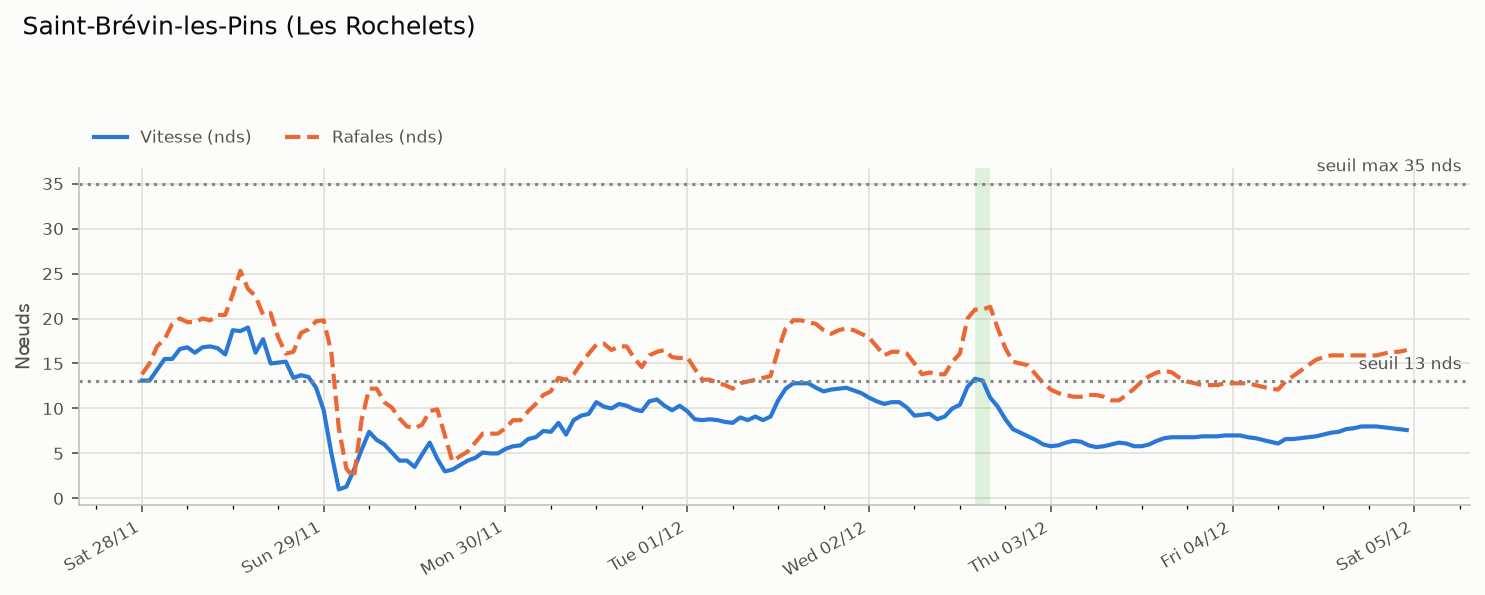 Saint-Brévin-les-Pins (Les Rochelets)
Vitesse (nds)
Rafales (nds)
seuil max 35 nds
35
30
25
20
15
10
5
0
Nœuds
seuil 13 nds
Sat 28/11
Sun 29/11
Mon 30/11
Tue 01/12
Wed 02/12
Thu 03/12
Fri 04/12
Sat 05/12